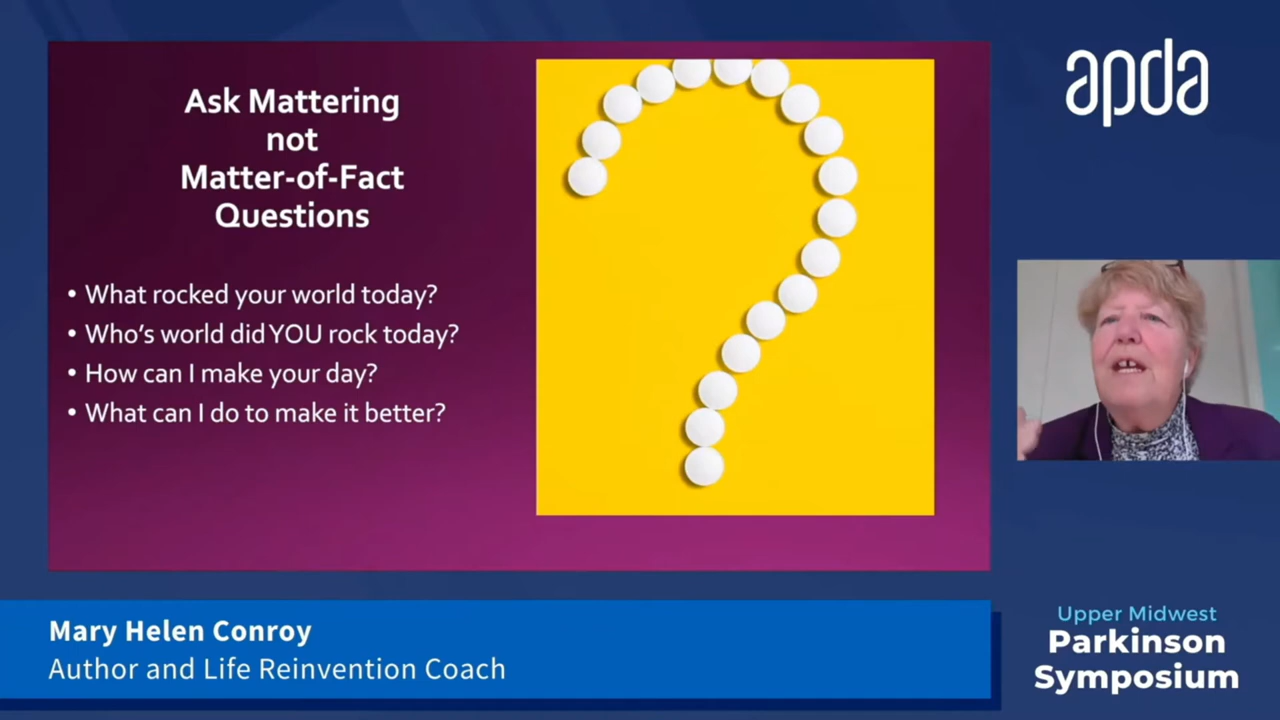 Ask Mattering
not
Matter-of-Fact
Questions
• What rocked your world today?
• Who's world did YOU rock today?
• How can I make your day?
• What can I do to make it better?
apda
Mary Helen Conroy
Author and Life Reinvention Coach
Upper Midwest
Parkinson
Symposium